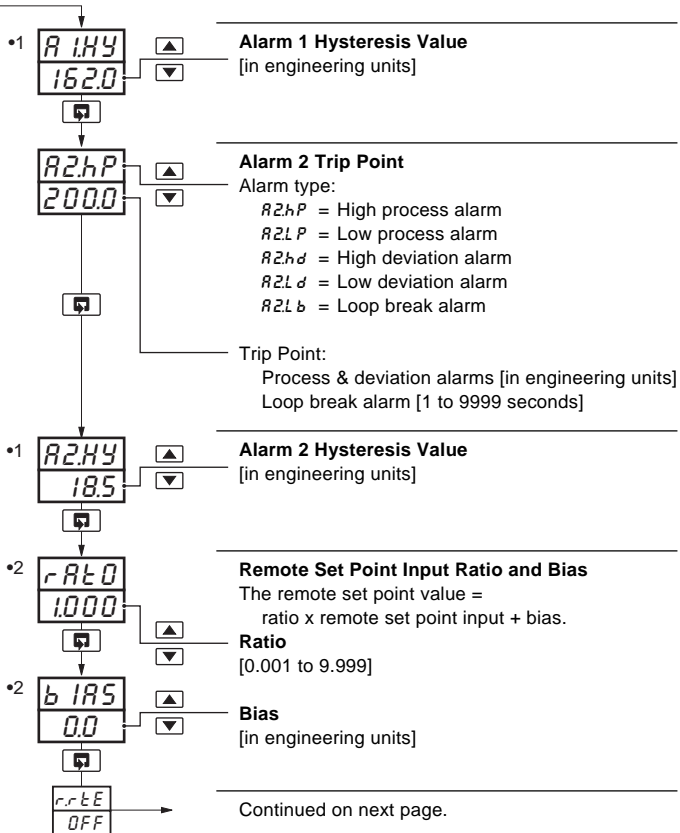 •1
A1.HY
162.0
Alarm 1 Hysteresis Value
[in engineering units]
A2.hP
200.0
Alarm 2 Trip Point
Alarm type:
A2.hP = High process alarm
A2.LP = Low process alarm
A2.hd = High deviation alarm
A2.Ld = Low deviation alarm
A2.Lb = Loop break alarm
Trip Point:
Process & deviation alarms [in engineering units]
Loop break alarm [1 to 9999 seconds]
•1
A2.HY
18.5
Alarm 2 Hysteresis Value
[in engineering units]
•2
rAtO
1.000
Remote Set Point Input Ratio and Bias
The remote set point value =
ratio x remote set point input + bias.
Ratio
[0.001 to 9.999]
•2
bIAS
0.0
Bias
[in engineering units]
r.rtE
OFF
Continued on next page.